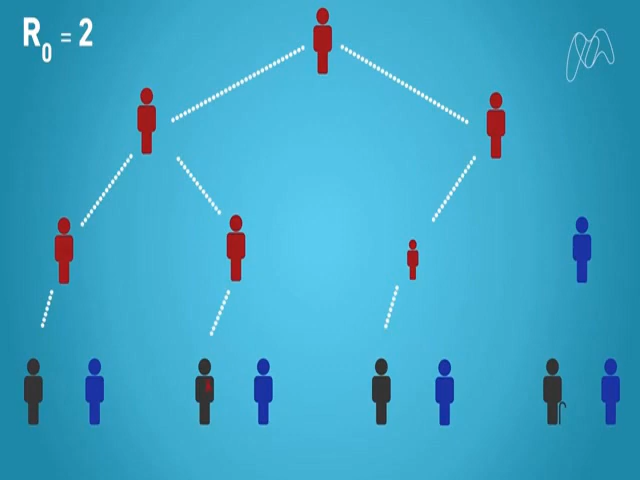 R₀ = 2